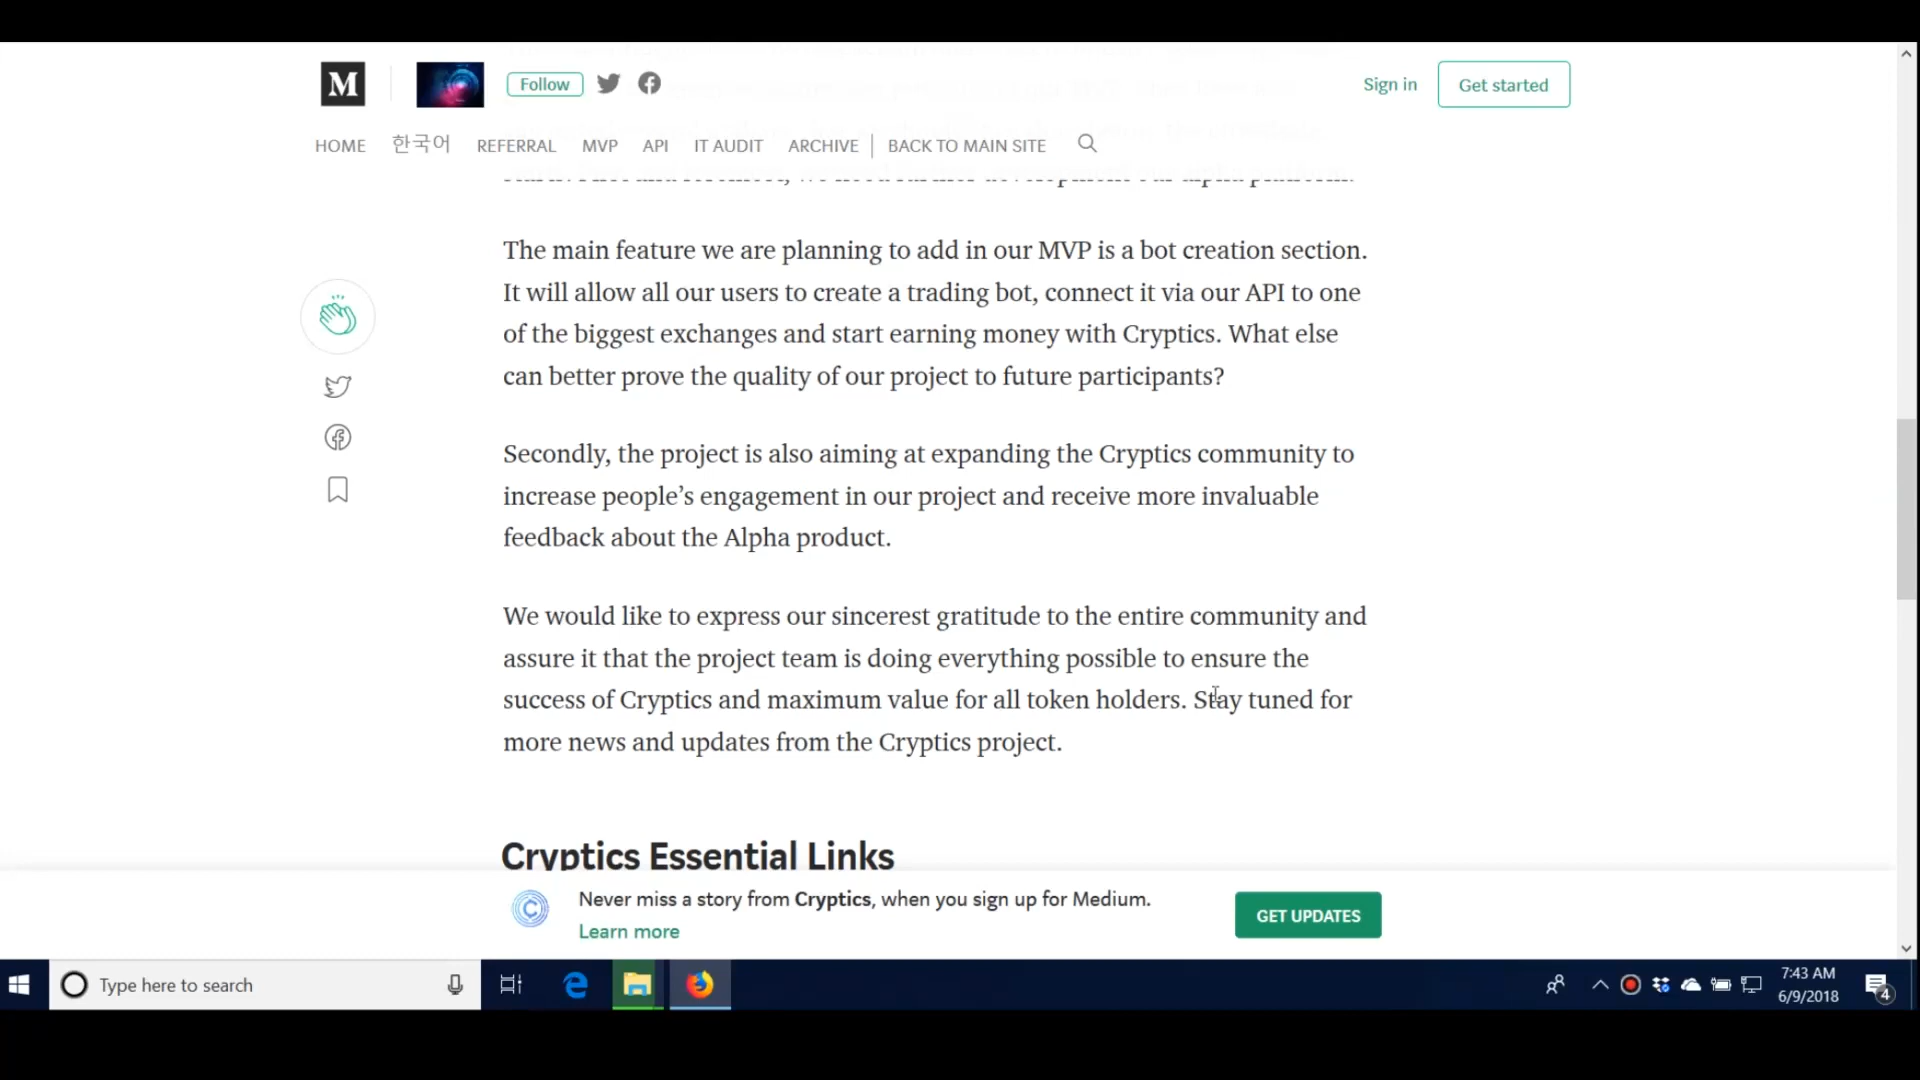 M
Follow
Sign in
Get started
HOME 한국어 REFERRAL MVP API IT AUDIT ARCHIVE BACK TO MAIN SITE
The main feature we are planning to add in our MVP is a bot creation section.
It will allow all our users to create a trading bot, connect it via our API to one
of the biggest exchanges and start earning money with Cryptics. What else
can better prove the quality of our project to future participants?
Secondly, the project is also aiming at expanding the Cryptics community to
increase people’s engagement in our project and receive more invaluable
feedback about the Alpha product.
We would like to express our sincerest gratitude to the entire community and
assure it that the project team is doing everything possible to ensure the
success of Cryptics and maximum value for all token holders. Stay tuned for
more news and updates from the Cryptics project.
Cryptics Essential Links
Never miss a story from Cryptics, when you sign up for Medium.
Learn more
GET UPDATES
Type here to search
7:43 AM
6/9/2018
4